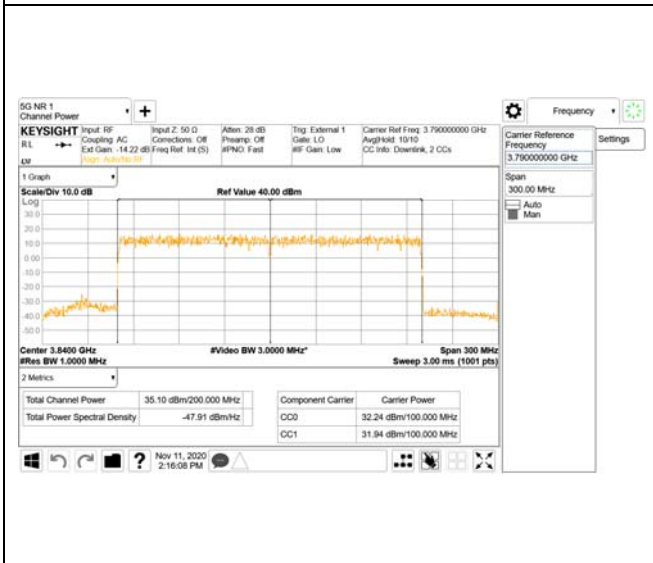 5G NR 1
Channel Power
Frequency
KEYSIGHT
Input: RF
Coupling: AC
Ext Gain: -14.22 dB
Align: Auto/No RF
Input Z: 50 Ω
Corrections: Off
Freq Ref: Int (S)
Atten: 28 dB
Preamp: Off
#PNO: Fast
Trig: External 1
Gate: LO
#IF Gain: Low
Carrier Ref Freq: 3.790000000 GHz
Avg|Hold: 10/10
CC Info: Downlink, 2 CCs
RL
Carrier Reference
Frequency
3.790000000 GHz
Settings
Span
300.00 MHz
Auto
Man
1 Graph
Scale/Div 10.0 dB
Ref Value 40.00 dBm
Log
30.0
20.0
10.0
0.00
-10.0
-20.0
-30.0
-40.0
-50.0
Center 3.8400 GHz
#Video BW 3.0000 MHz*
Span 300 MHz
#Res BW 1.0000 MHz
Sweep 3.00 ms (1001 pts)
2 Metrics
Total Channel Power 35.10 dBm/200.000 MHz
Total Power Spectral Density -47.91 dBm/Hz
Component Carrier Carrier Power
CC0 32.24 dBm/100.000 MHz
CC1 31.94 dBm/100.000 MHz
Nov 11, 2020
2:16:08 PM